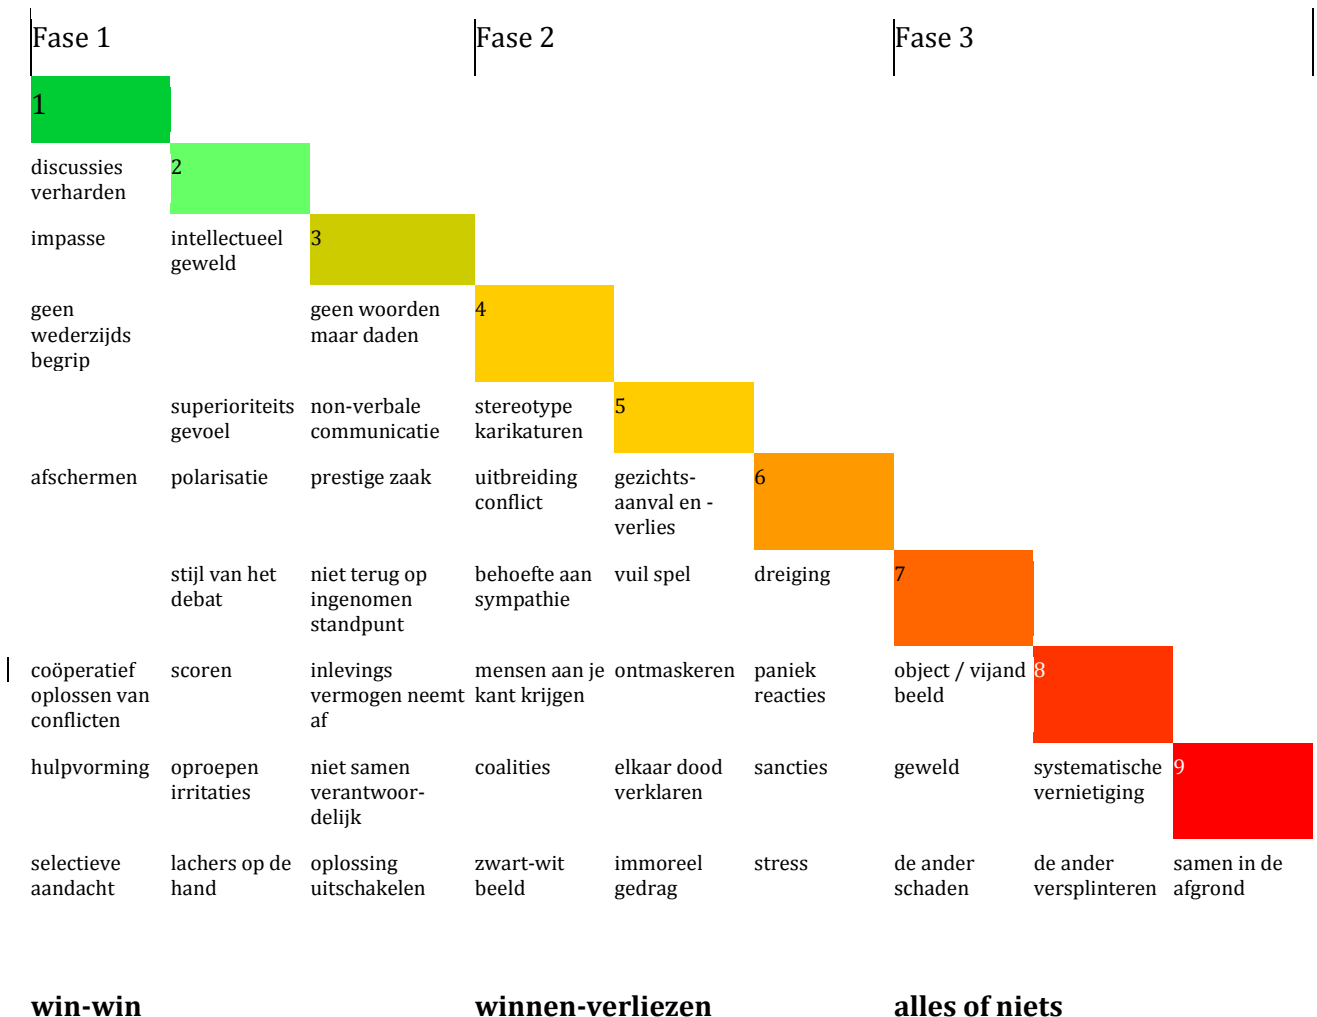 Fase 1 Fase 2 Fase 3
1
discussies 2
verharden
impasse intellectueel 3
geweld
geen geen woorden 4
wederzijds maar daden
begrip
superioriteits non-verbale stereotype 5
gevoel communicatie karikaturen
afschermen polarisatie prestige zaak uitbreiding gezichts- 6
conflict aanval en -
verlies
stijl van het niet terug op behoefte aan vuil spel dreiging 7
debat ingenomen sympathie
standpunt
coöperatief scoren inlevings mensen aan je ontmaskeren paniek object / vijand 8
oplossen van vermogen neemt kant krijgen reacties beeld
conflicten af
hulpvorming oproepen niet samen coalities elkaar dood sancties geweld systematische 9
irritaties verantwoor- verklaren vernietiging
delijk
selectieve lachers op de oplossing zwart-wit immoreel stress de ander de ander samen in de
aandacht hand uitschakelen beeld gedrag schaden versplinteren afgrond
win-win winnen-verliezen alles of niets